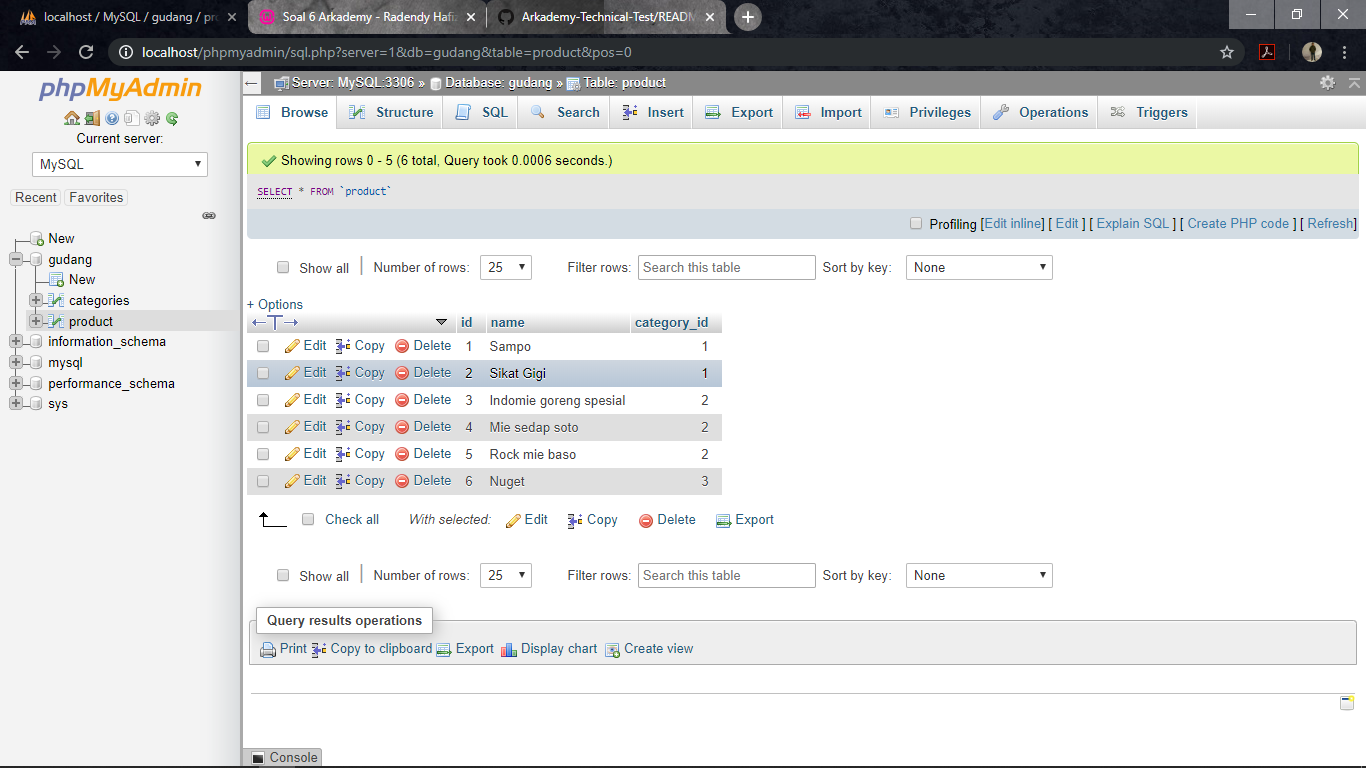 localhost / MySQL / gudang / pro
Soal 6 Arkademy - Radendy Hafiz
Arkademy-Technical-Test/READM
localhost/phpmyadmin/sql.php?server=1&db=gudang&table=product&pos=0
phpMyAdmin
Current server:
MySQL
Recent Favorites
New
gudang
New
categories
product
information_schema
mysql
performance_schema
sys
Server: MySQL:3306 » Database: gudang » Table: product
Browse Structure SQL Search Insert Export Import Privileges Operations Triggers
Showing rows 0 - 5 (6 total, Query took 0.0006 seconds.)
SELECT * FROM `product`
Profiling [Edit inline] [ Edit ] [ Explain SQL ] [ Create PHP code ] [ Refresh]
Show all | Number of rows: 25 Filter rows: Search this table Sort by key: None
+ Options
←T→ id name category_id
Edit Copy Delete 1 Sampo 1
Edit Copy Delete 2 Sikat Gigi 1
Edit Copy Delete 3 Indomie goreng spesial 2
Edit Copy Delete 4 Mie sedap soto 2
Edit Copy Delete 5 Rock mie baso 2
Edit Copy Delete 6 Nuget 3
Check all With selected: Edit Copy Delete Export
Show all | Number of rows: 25 Filter rows: Search this table Sort by key: None
Query results operations
Print Copy to clipboard Export Display chart Create view
Console